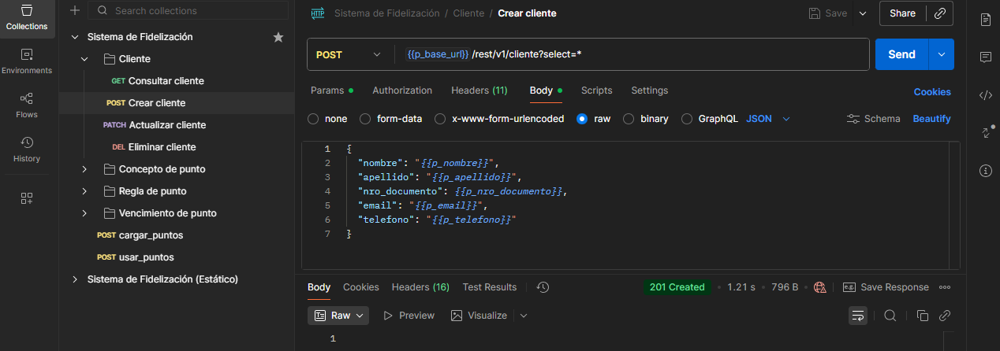 Collections
Environments
Flows
History
Search collections
Sistema de Fidelización
Cliente
GET Consultar cliente
POST Crear cliente
PATCH Actualizar cliente
DEL Eliminar cliente
Concepto de punto
Regla de punto
Vencimiento de punto
POST cargar_puntos
POST usar_puntos
Sistema de Fidelización (Estático)
HTTP Sistema de Fidelización / Cliente / Crear cliente Save Share
POST {{p_base_url}} /rest/v1/cliente?select=* Send
Params Authorization Headers (11) Body Scripts Settings Cookies
none form-data x-www-form-urlencoded raw binary GraphQL JSON Schema Beautify
1 {
2 "nombre": "{{p_nombre}}",
3 "apellido": "{{p_apellido}}",
4 "nro_documento": {{p_nro_documento}},
5 "email": "{{p_email}}",
6 "telefono": "{{p_telefono}}"
7 }
Body Cookies Headers (16) Test Results 201 Created • 1.21 s • 796 B e.g. Save Response
Raw Preview Visualize
1